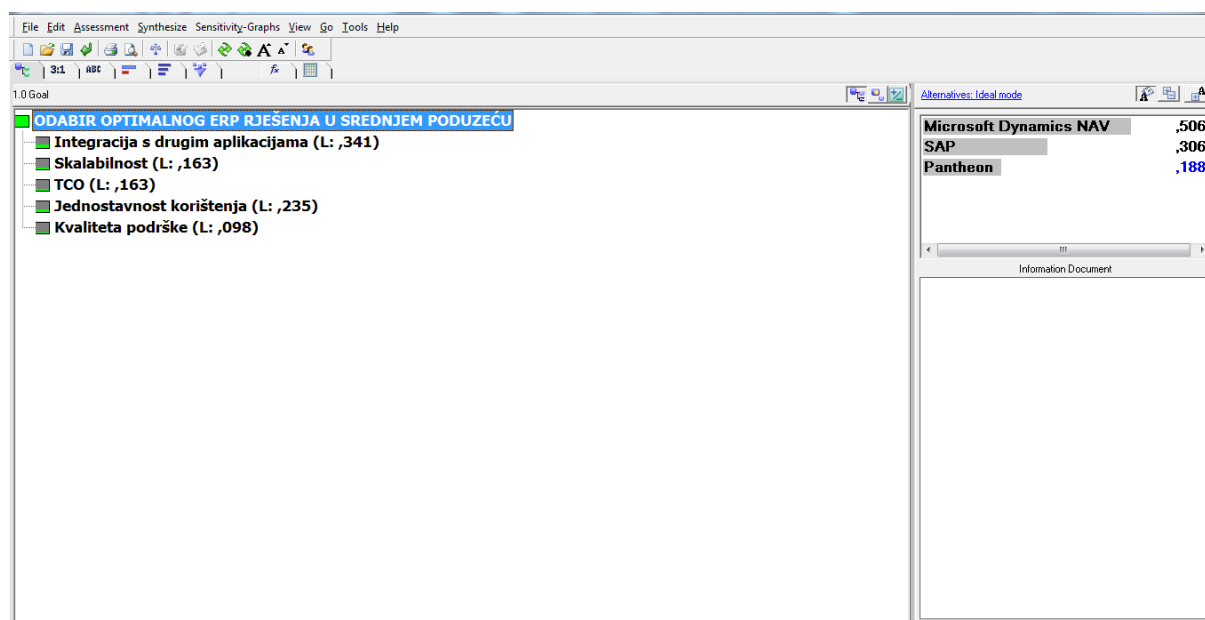 File Edit Assessment Synthesize Sensitivity-Graphs View Go Tools Help
3:1 ABC fx
1.0 Goal
Alternatives: Ideal mode
ODABIR OPTIMALNOG ERP RJEŠENJA U SREDNJEM PODUZEĆU
Integracija s drugim aplikacijama (L: ,341)
Skalabilnost (L: ,163)
TCO (L: ,163)
Jednostavnost korištenja (L: ,235)
Kvaliteta podrške (L: ,098)
Microsoft Dynamics NAV ,506
SAP ,306
Pantheon ,188
Information Document